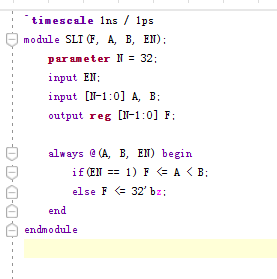 `timescale 1ns / 1ps
module SLT(F, A, B, EN);
parameter N = 32;
input EN;
input [N-1:0] A, B;
output reg [N-1:0] F;
always @(A, B, EN) begin
if(EN == 1) F <= A < B;
else F <= 32'bz;
end
endmodule